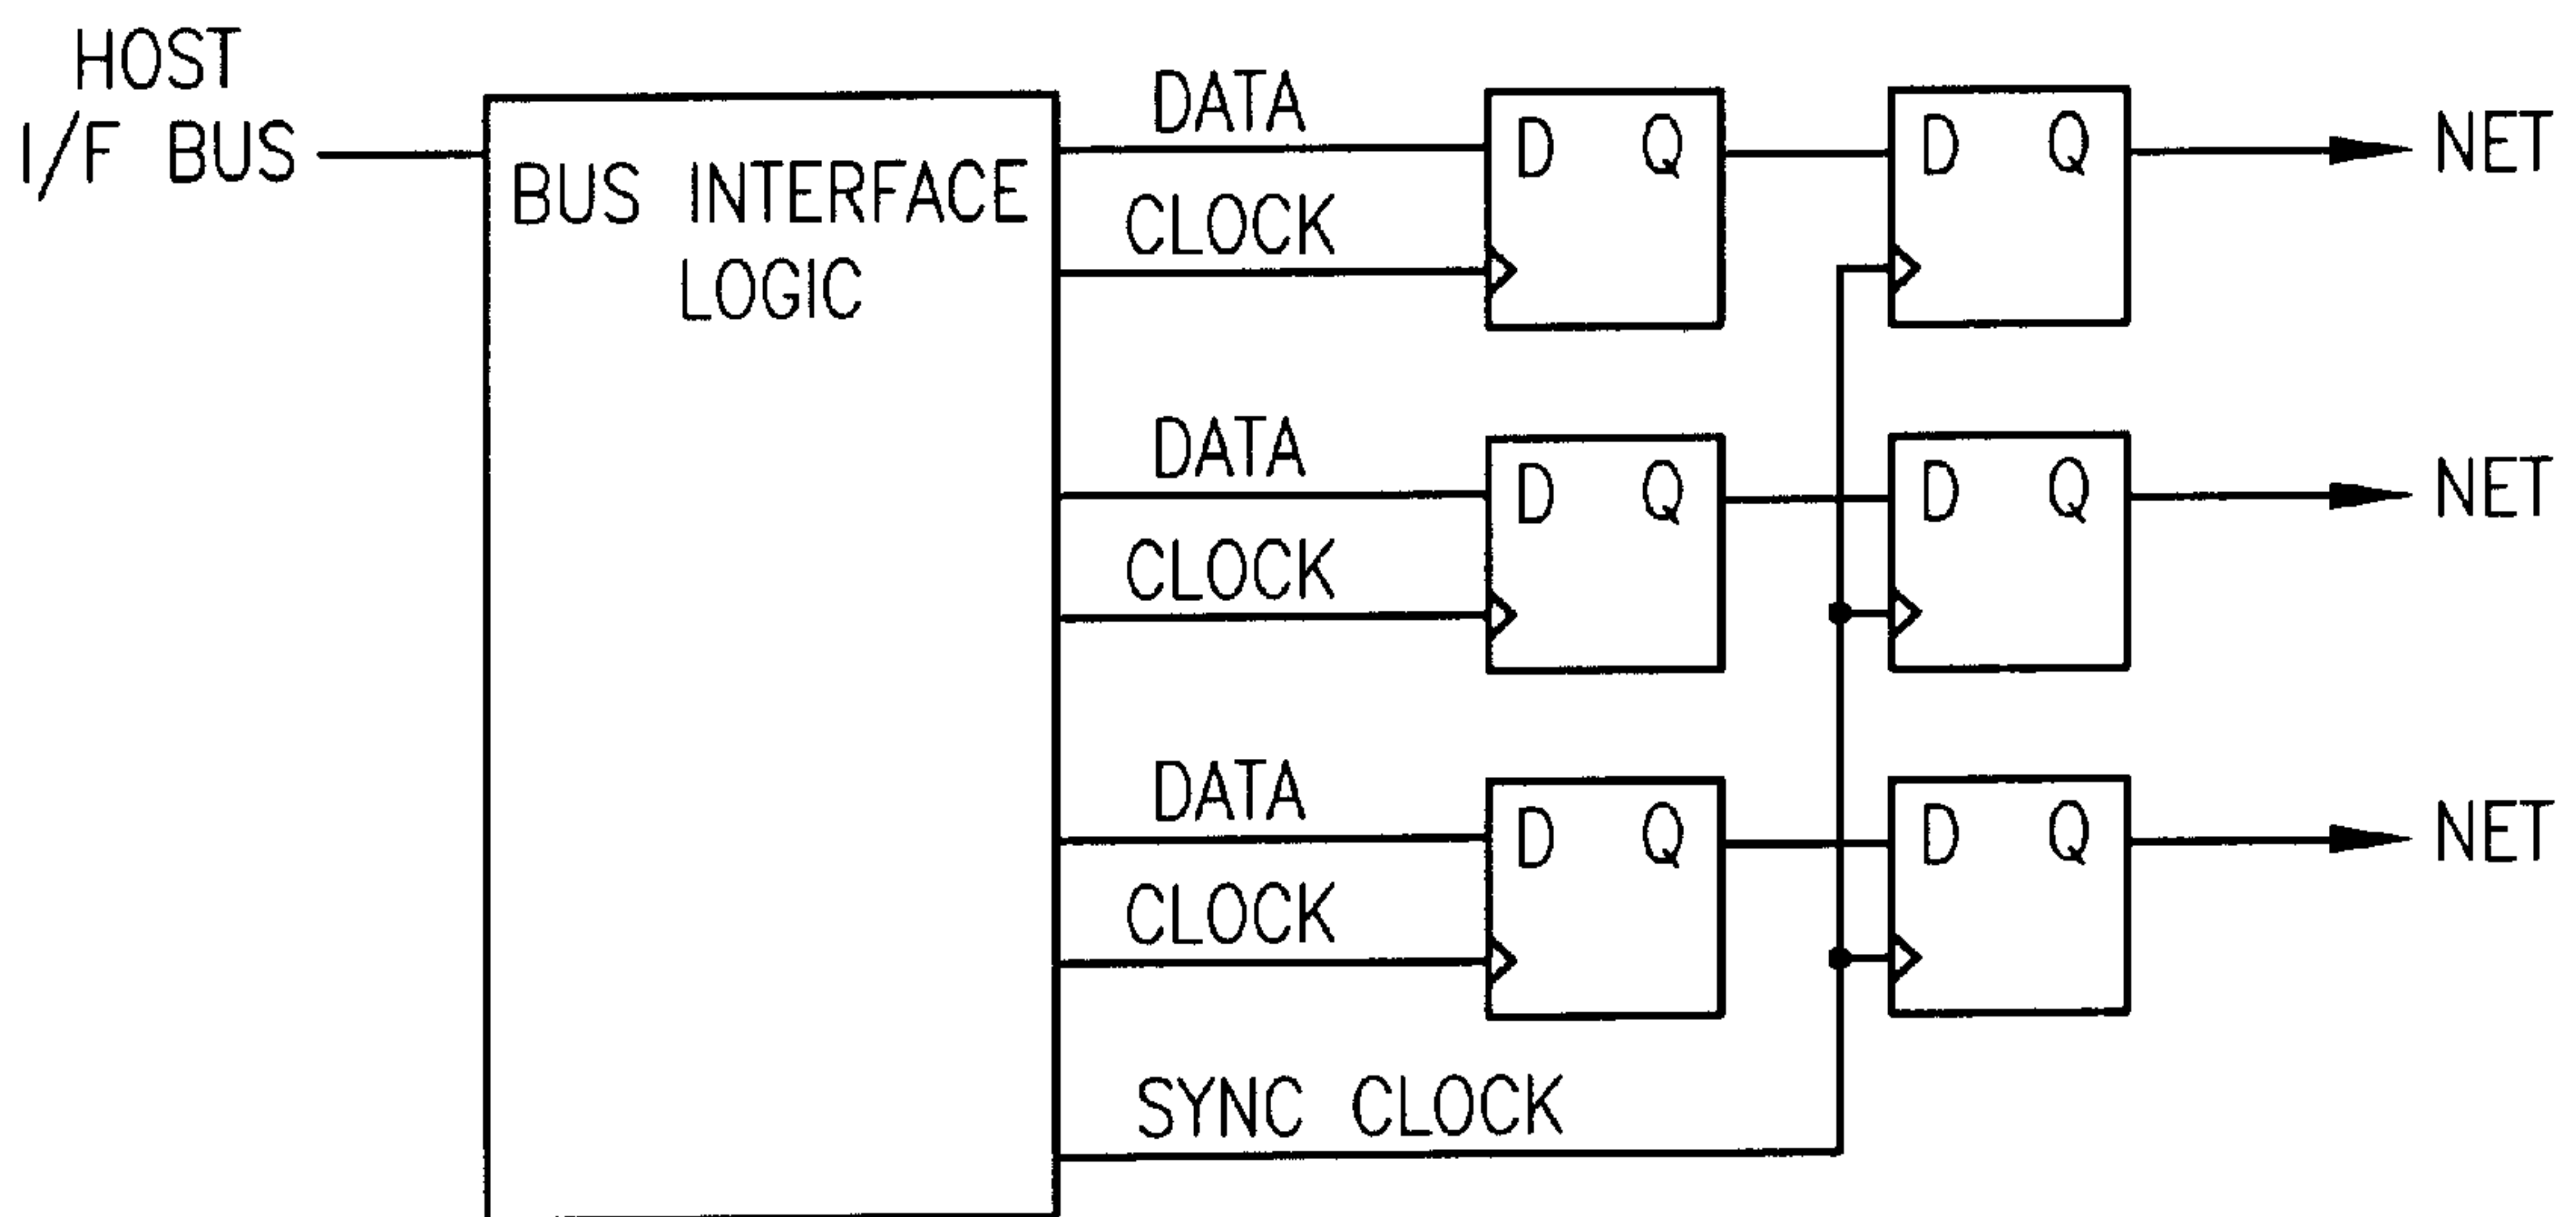 HOST
I/F BUS
BUS INTERFACE
LOGIC
DATA
CLOCK
D Q
D Q
NET
DATA
CLOCK
D Q
D Q
NET
DATA
CLOCK
D Q
D Q
NET
SYNC CLOCK